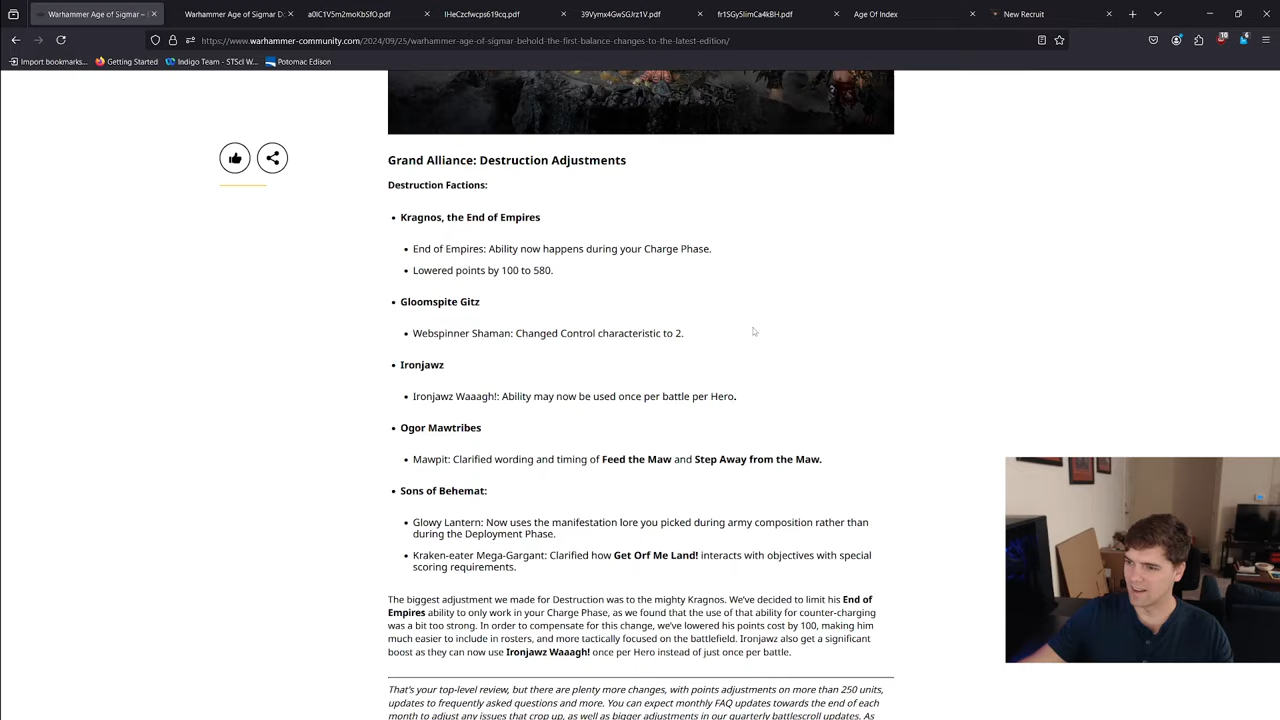 Warhammer Age of Sigmar –
Warhammer Age of Sigmar D
a0lC1V5m2moKbSfO.pdf
lHeCzcfwcps619cq.pdf
39Vymx4GwSGJrz1V.pdf
fr1SGy5limCa4kBH.pdf
Age Of Index
New Recruit
https://www.warhammer-community.com/2024/09/25/warhammer-age-of-sigmar-behold-the-first-balance-changes-to-the-latest-edition/
10
6
Import bookmarks...
Getting Started
Indigo Team - STScI W...
Potomac Edison
Grand Alliance: Destruction Adjustments
Destruction Factions:
• Kragnos, the End of Empires
• End of Empires: Ability now happens during your Charge Phase.
• Lowered points by 100 to 580.
• Gloomspite Gitz
• Webspinner Shaman: Changed Control characteristic to 2.
• Ironjawz
• Ironjawz Waaagh!: Ability may now be used once per battle per Hero.
• Ogor Mawtribes
• Mawpit: Clarified wording and timing of Feed the Maw and Step Away from the Maw.
• Sons of Behemat:
• Glowy Lantern: Now uses the manifestation lore you picked during army composition rather than
during the Deployment Phase.
• Kraken-eater Mega-Gargant: Clarified how Get Orf Me Land! interacts with objectives with special
scoring requirements.
The biggest adjustment we made for Destruction was to the mighty Kragnos. We've decided to limit his End of
Empires ability to only work in your Charge Phase, as we found that the use of that ability for counter-charging
was a bit too strong. In order to compensate for this change, we've lowered his points cost by 100, making him
much easier to include in rosters, and more tactically focused on the battlefield. Ironjawz also get a significant
boost as they can now use Ironjawz Waaagh! once per Hero instead of just once per battle.
That's your top-level review, but there are plenty more changes, with points adjustments on more than 250 units,
updates to frequently asked questions and more. You can expect monthly FAQ updates towards the end of each
month to adjust any issues that crop up, as well as bigger adjustments in our quarterly battlescroll updates. As